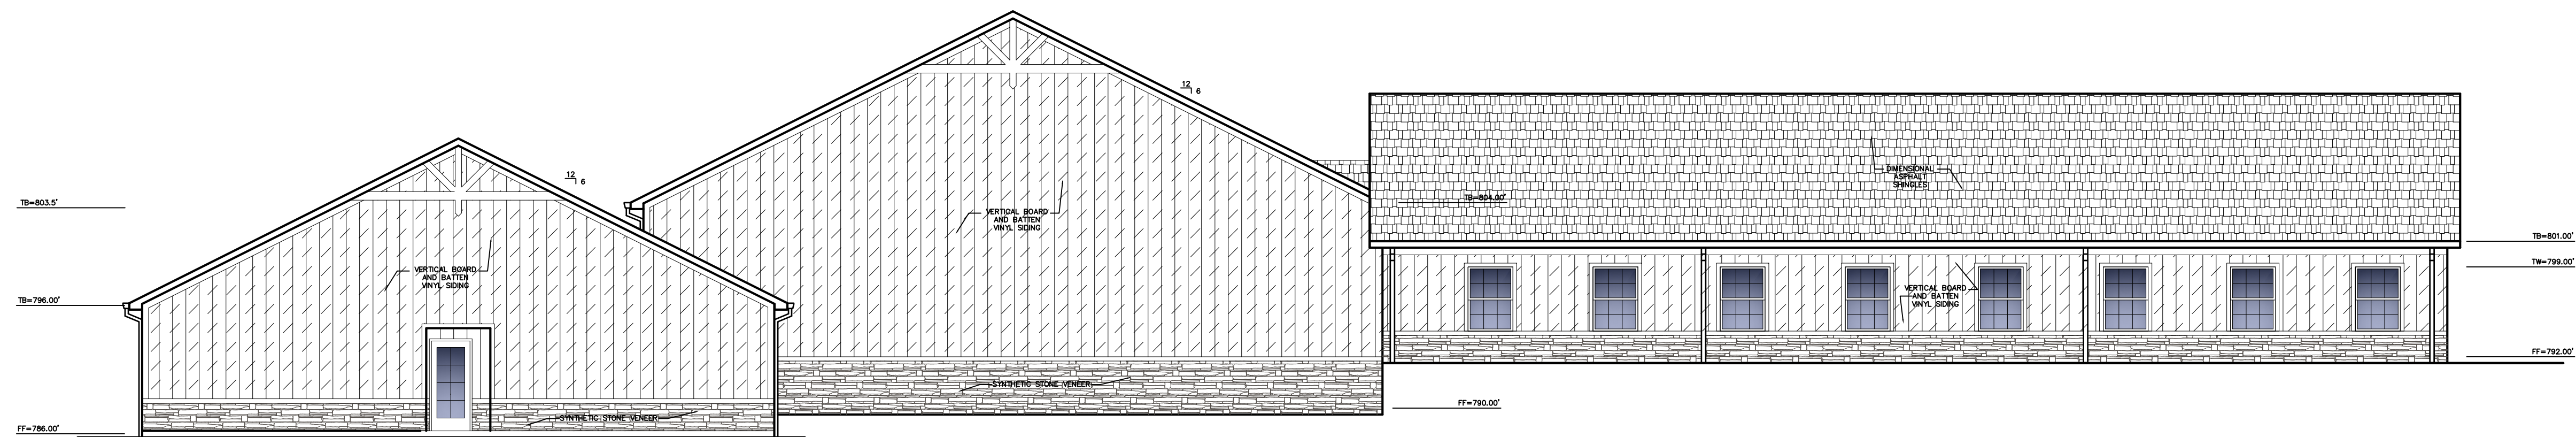 TB=803.5'
TB=796.00'
FF=786.00'
12
6
VERTICAL BOARD
AND BATTEN
VINYL SIDING
SYNTHETIC STONE VENEER
12
6
VERTICAL BOARD
AND BATTEN
VINYL SIDING
SYNTHETIC STONE VENEER
TB=804.00'
FF=790.00'
DIMENSIONAL
ASPHALT
SHINGLES
VERTICAL BOARD
AND BATTEN
VINYL SIDING
TB=801.00'
TW=799.00'
FF=792.00'